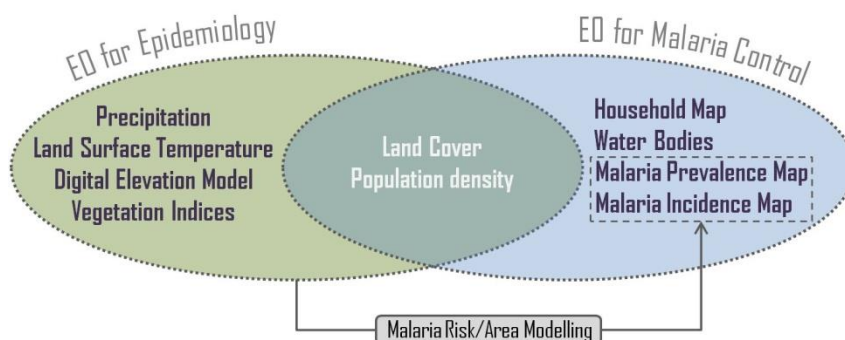 EO for Epidemiology
EO for Malaria Control
Precipitation
Land Surface Temperature
Digital Elevation Model
Vegetation Indices
Land Cover
Population density
Household Map
Water Bodies
Malaria Prevalence Map
Malaria Incidence Map
Malaria Risk/Area Modelling